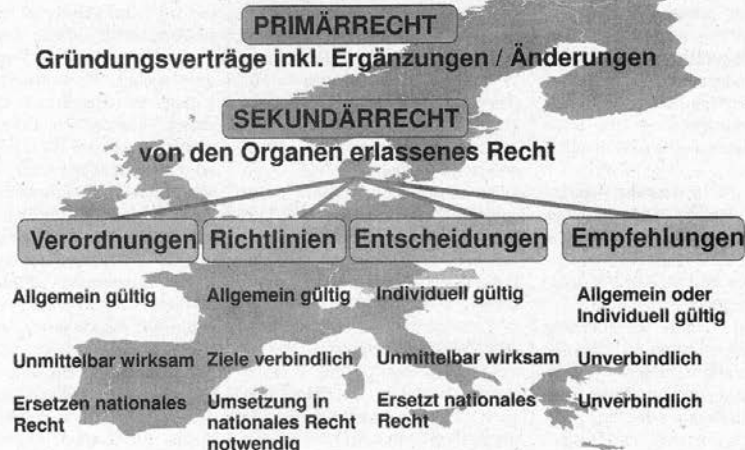 PRIMÄRRECHT
Gründungsverträge inkl. Ergänzungen / Änderungen
SEKUNDÄRRECHT
von den Organen erlassenes Recht
Verordnungen
Allgemein gültig
Unmittelbar wirksam
Ersetzen nationales
Recht
Richtlinien
Allgemein gültig
Ziele verbindlich
Umsetzung in
nationales Recht
notwendig
Entscheidungen
Individuell gültig
Unmittelbar wirksam
Ersetzt nationales
Recht
Empfehlungen
Allgemein oder
Individuell gültig
Unverbindlich
Unverbindlich